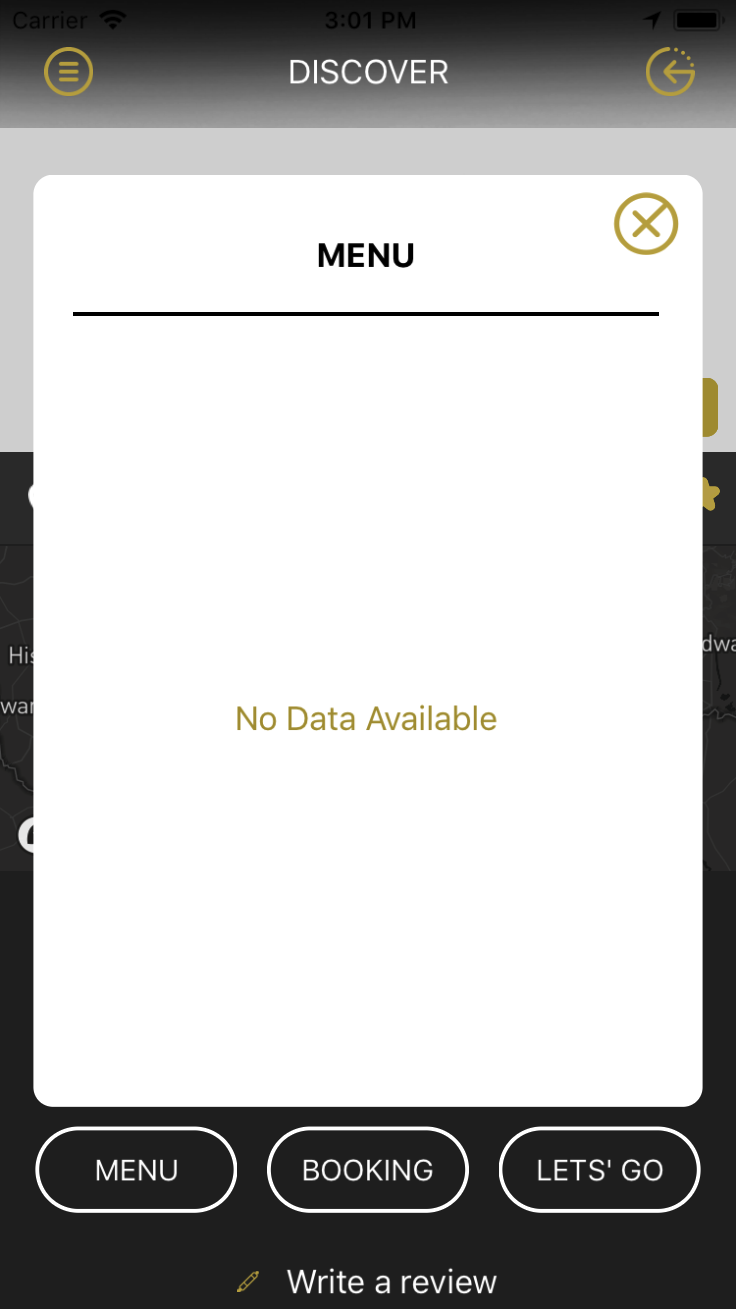 Carrier 3:01 PM
DISCOVER
MENU
No Data Available
MENU BOOKING LETS' GO
Write a review